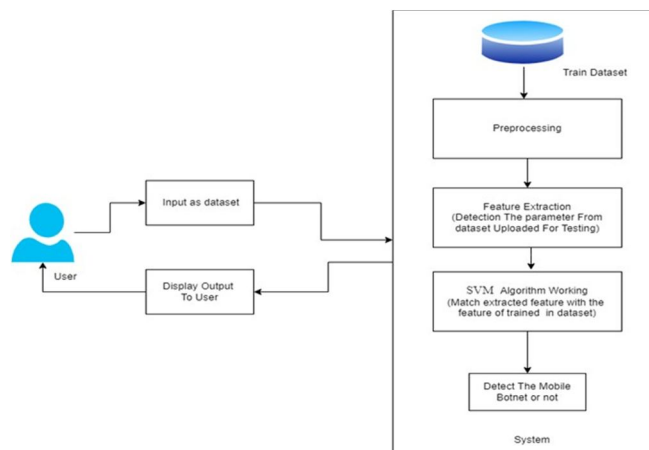 Train Dataset
Preprocessing
Input as dataset
Feature Extraction
(Detection The parameter From
dataset Uploaded For Testing)
User
Display Output
To User
SVM Algorithm Working
(Match extracted feature with the
feature of trained in dataset)
Detect The Mobile
Botnet or not
System